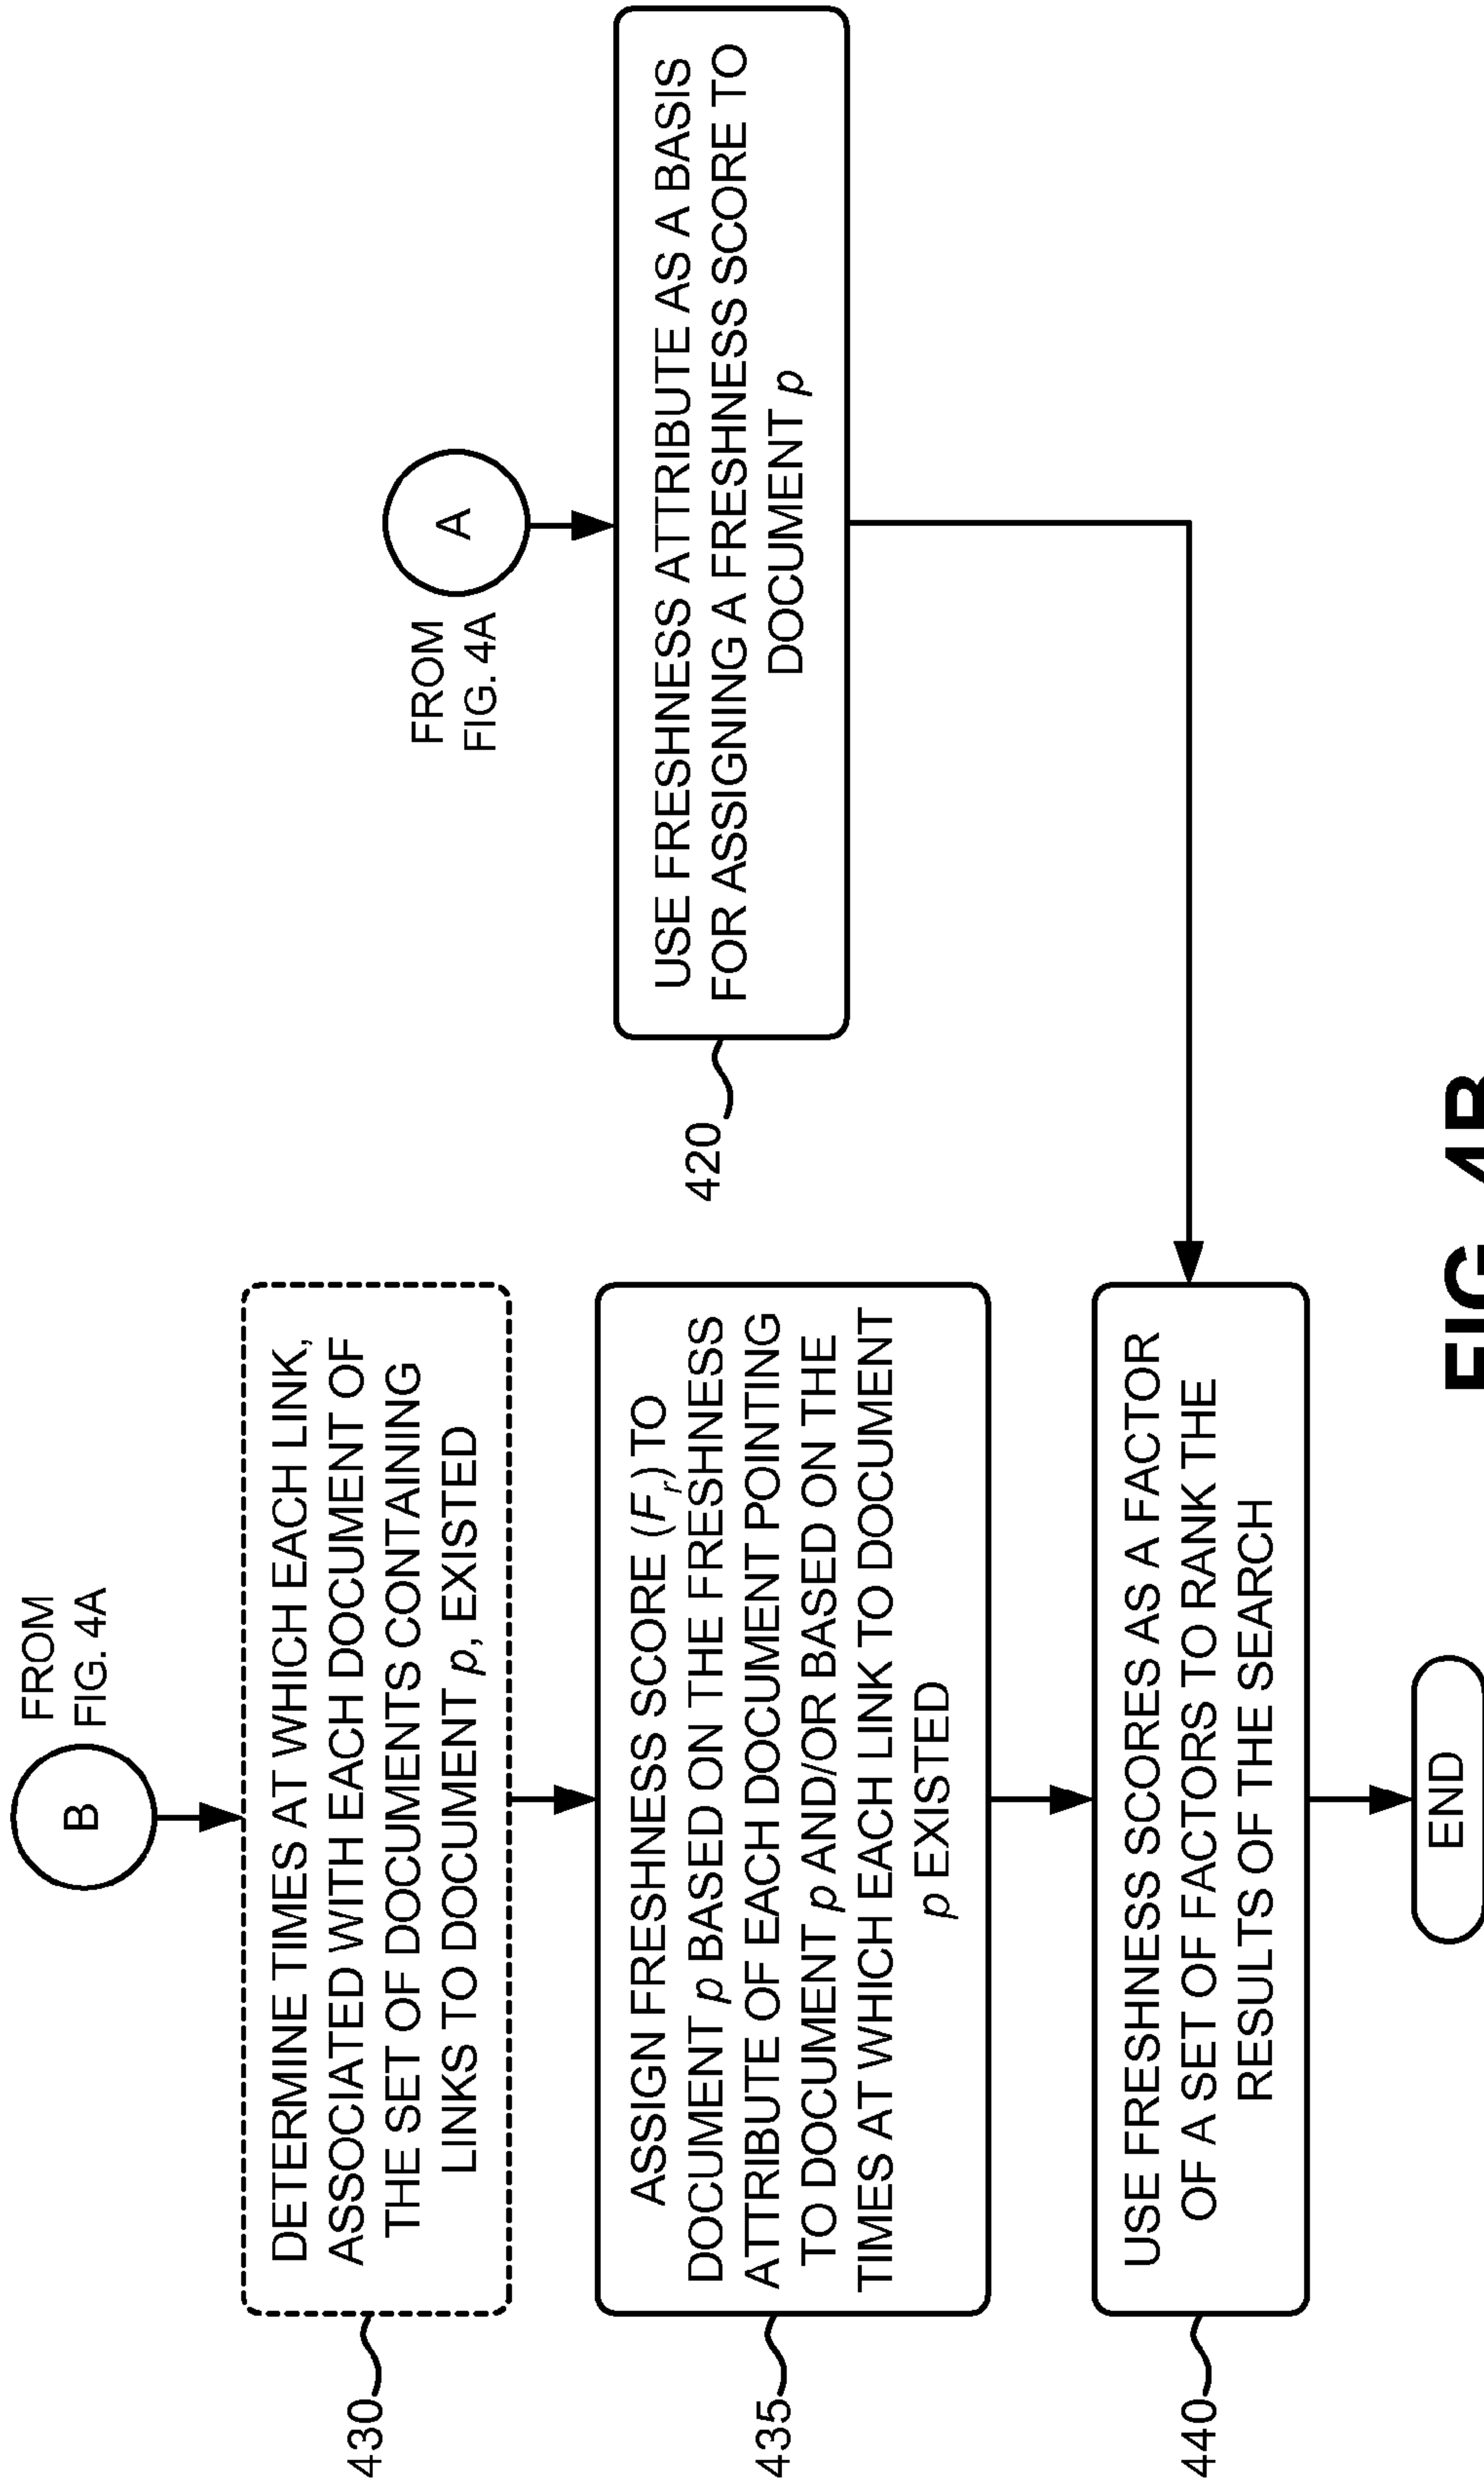 FROM
FIG. 4A
B
DETERMINE TIMES AT WHICH EACH LINK,
ASSOCIATED WITH EACH DOCUMENT OF
THE SET OF DOCUMENTS CONTAINING
LINKS TO DOCUMENT p, EXISTED
430
ASSIGN FRESHNESS SCORE (Fr) TO
DOCUMENT p BASED ON THE FRESHNESS
ATTRIBUTE OF EACH DOCUMENT POINTING
TO DOCUMENT p AND/OR BASED ON THE
TIMES AT WHICH EACH LINK TO DOCUMENT
p EXISTED
435
FROM
FIG. 4A
A
USE FRESHNESS ATTRIBUTE AS A BASIS
FOR ASSIGNING A FRESHNESS SCORE TO
DOCUMENT p
420
USE FRESHNESS SCORES AS A FACTOR
OF A SET OF FACTORS TO RANK THE
RESULTS OF THE SEARCH
440
END
FIG. 4B